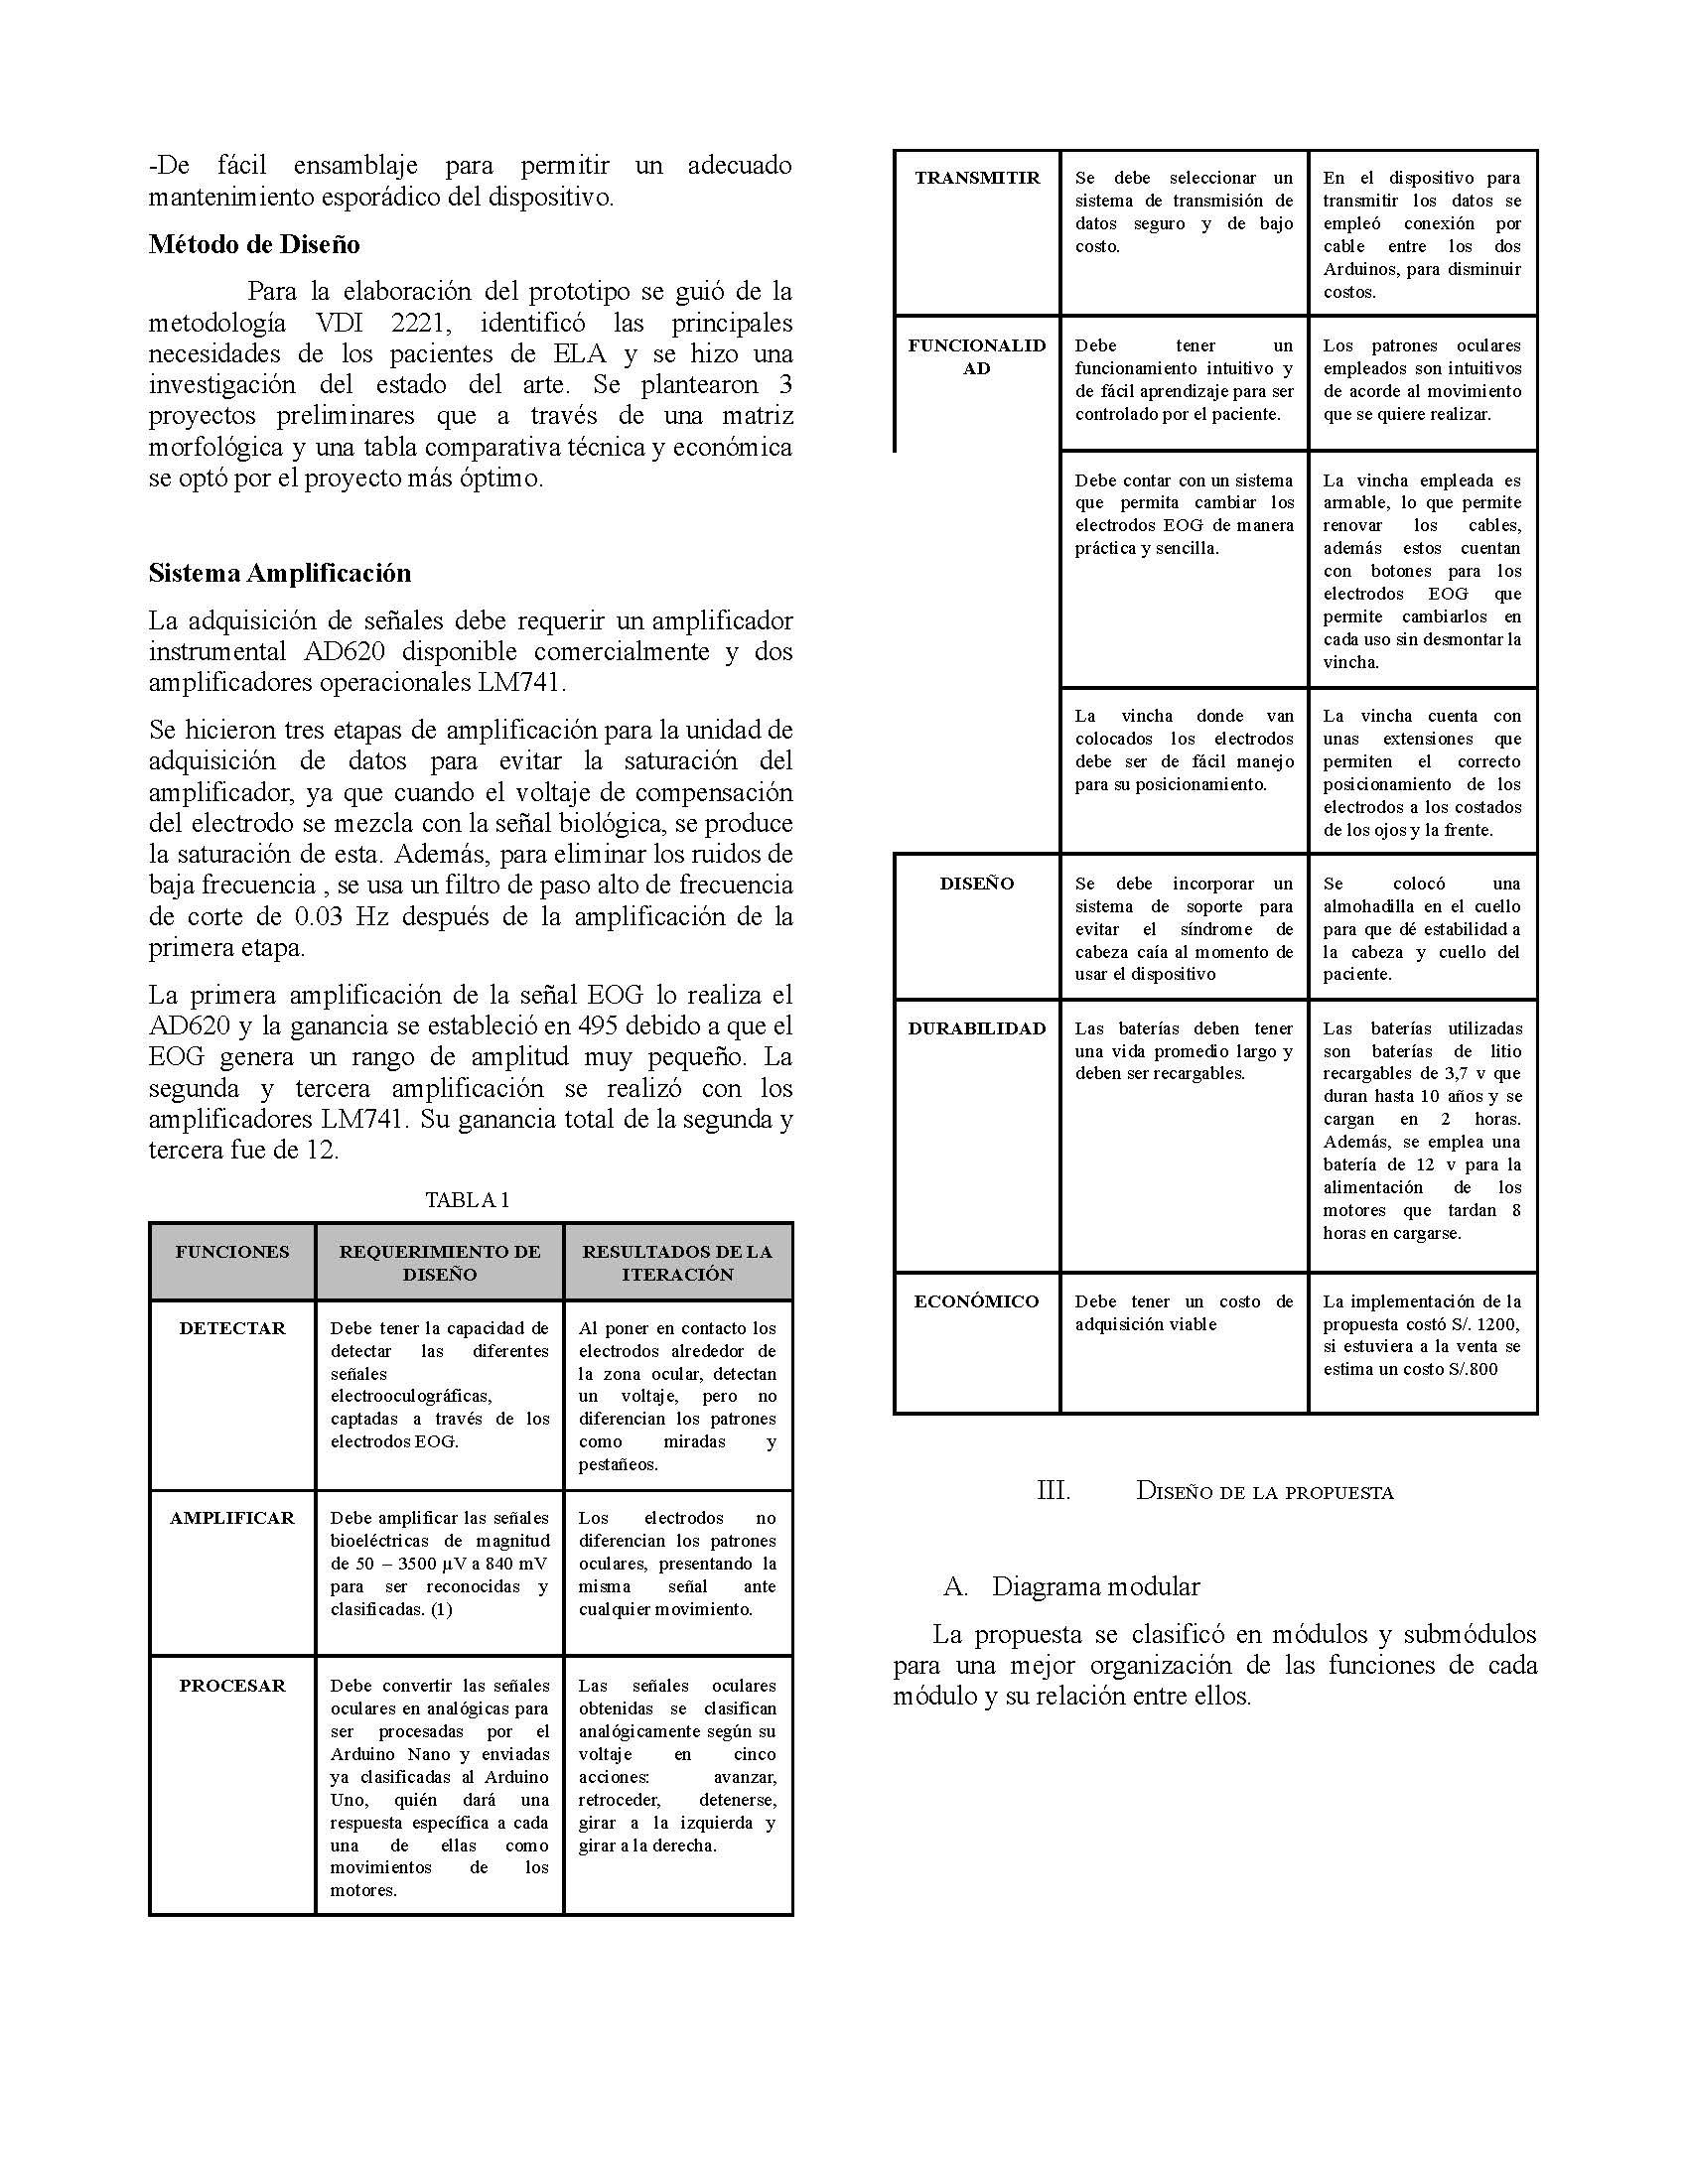 -De fácil ensamblaje para permitir un adecuado
mantenimiento esporádico del dispositivo.
Método de Diseño
Para la elaboración del prototipo se guió de la
metodología VDI 2221, identificó las principales
necesidades de los pacientes de ELA y se hizo una
investigación del estado del arte. Se plantearon 3
proyectos preliminares que a través de una matriz
morfológica y una tabla comparativa técnica y económica
se optó por el proyecto más óptimo.
Sistema Amplificación
La adquisición de señales debe requerir un amplificador
instrumental AD620 disponible comercialmente y dos
amplificadores operacionales LM741.
Se hicieron tres etapas de amplificación para la unidad de
adquisición de datos para evitar la saturación del
amplificador, ya que cuando el voltaje de compensación
del electrodo se mezcla con la señal biológica, se produce
la saturación de esta. Además, para eliminar los ruidos de
baja frecuencia , se usa un filtro de paso alto de frecuencia
de corte de 0.03 Hz después de la amplificación de la
primera etapa.
La primera amplificación de la señal EOG lo realiza el
AD620 y la ganancia se estableció en 495 debido a que el
EOG genera un rango de amplitud muy pequeño. La
segunda y tercera amplificación se realizó con los
amplificadores LM741. Su ganancia total de la segunda y
tercera fue de 12.
TABLA 1
FUNCIONES
REQUERIMIENTO DE
DISEÑO
RESULTADOS DE LA
ITERACIÓN
DETECTAR
Debe tener la capacidad de
detectar las diferentes
señales
electrooculográficas,
captadas a través de los
electrodos EOG.
Al poner en contacto los
electrodos alrededor de
la zona ocular, detectan
un voltaje, pero no
diferencian los patrones
como miradas y
pestañeos.
AMPLIFICAR
Debe amplificar las señales
bioeléctricas de magnitud
de 50 – 3500 µV a 840 mV
para ser reconocidas y
clasificadas. (1)
Los electrodos no
diferencian los patrones
oculares, presentando la
misma señal ante
cualquier movimiento.
PROCESAR
Debe convertir las señales
oculares en analógicas para
ser procesadas por el
Arduino Nano y enviadas
ya clasificadas al Arduino
Uno, quién dará una
respuesta específica a cada
una de ellas como
movimientos de los
motores.
Las señales oculares
obtenidas se clasifican
analógicamente según su
voltaje en cinco
acciones: avanzar,
retroceder, detenerse,
girar a la izquierda y
girar a la derecha.
TRANSMITIR
Se debe seleccionar un
sistema de transmisión de
datos seguro y de bajo
costo.
En el dispositivo para
transmitir los datos se
empleó conexión por
cable entre los dos
Arduinos, para disminuir
costos.
FUNCIONALID
AD
Debe tener un
funcionamiento intuitivo y
de fácil aprendizaje para ser
controlado por el paciente.
Los patrones oculares
empleados son intuitivos
de acorde al movimiento
que se quiere realizar.
Debe contar con un sistema
que permita cambiar los
electrodos EOG de manera
práctica y sencilla.
La vincha empleada es
armable, lo que permite
renovar los cables,
además estos cuentan
con botones para los
electrodos EOG que
permite cambiarlos en
cada uso sin desmontar la
vincha.
La vincha donde van
colocados los electrodos
debe ser de fácil manejo
para su posicionamiento.
La vincha cuenta con
unas extensiones que
permiten el correcto
posicionamiento de los
electrodos a los costados
de los ojos y la frente.
DISEÑO
Se debe incorporar un
sistema de soporte para
evitar el síndrome de
cabeza caía al momento de
usar el dispositivo
Se colocó una
almohadilla en el cuello
para que dé estabilidad a
la cabeza y cuello del
paciente.
DURABILIDAD
Las baterías deben tener
una vida promedio largo y
deben ser recargables.
Las baterías utilizadas
son baterías de litio
recargables de 3,7 v que
duran hasta 10 años y se
cargan en 2 horas.
Además, se emplea una
batería de 12 v para la
alimentación de los
motores que tardan 8
horas en cargarse.
ECONÓMICO
Debe tener un costo de
adquisición viable
La implementación de la
propuesta costó S/. 1200,
si estuviera a la venta se
estima un costo S/.800
III. DISEÑO DE LA PROPUESTA
A. Diagrama modular
La propuesta se clasificó en módulos y submódulos
para una mejor organización de las funciones de cada
módulo y su relación entre ellos.